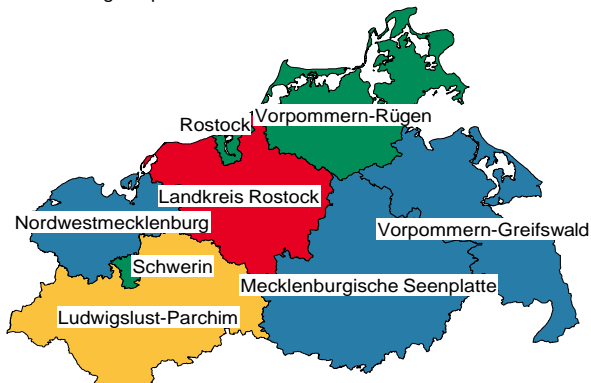 Rostock
Vorpommern-Rügen
Landkreis Rostock
Nordwestmecklenburg
Vorpommern-Greifswald
Schwerin
Mecklenburgische Seenplatte
Ludwigslust-Parchim